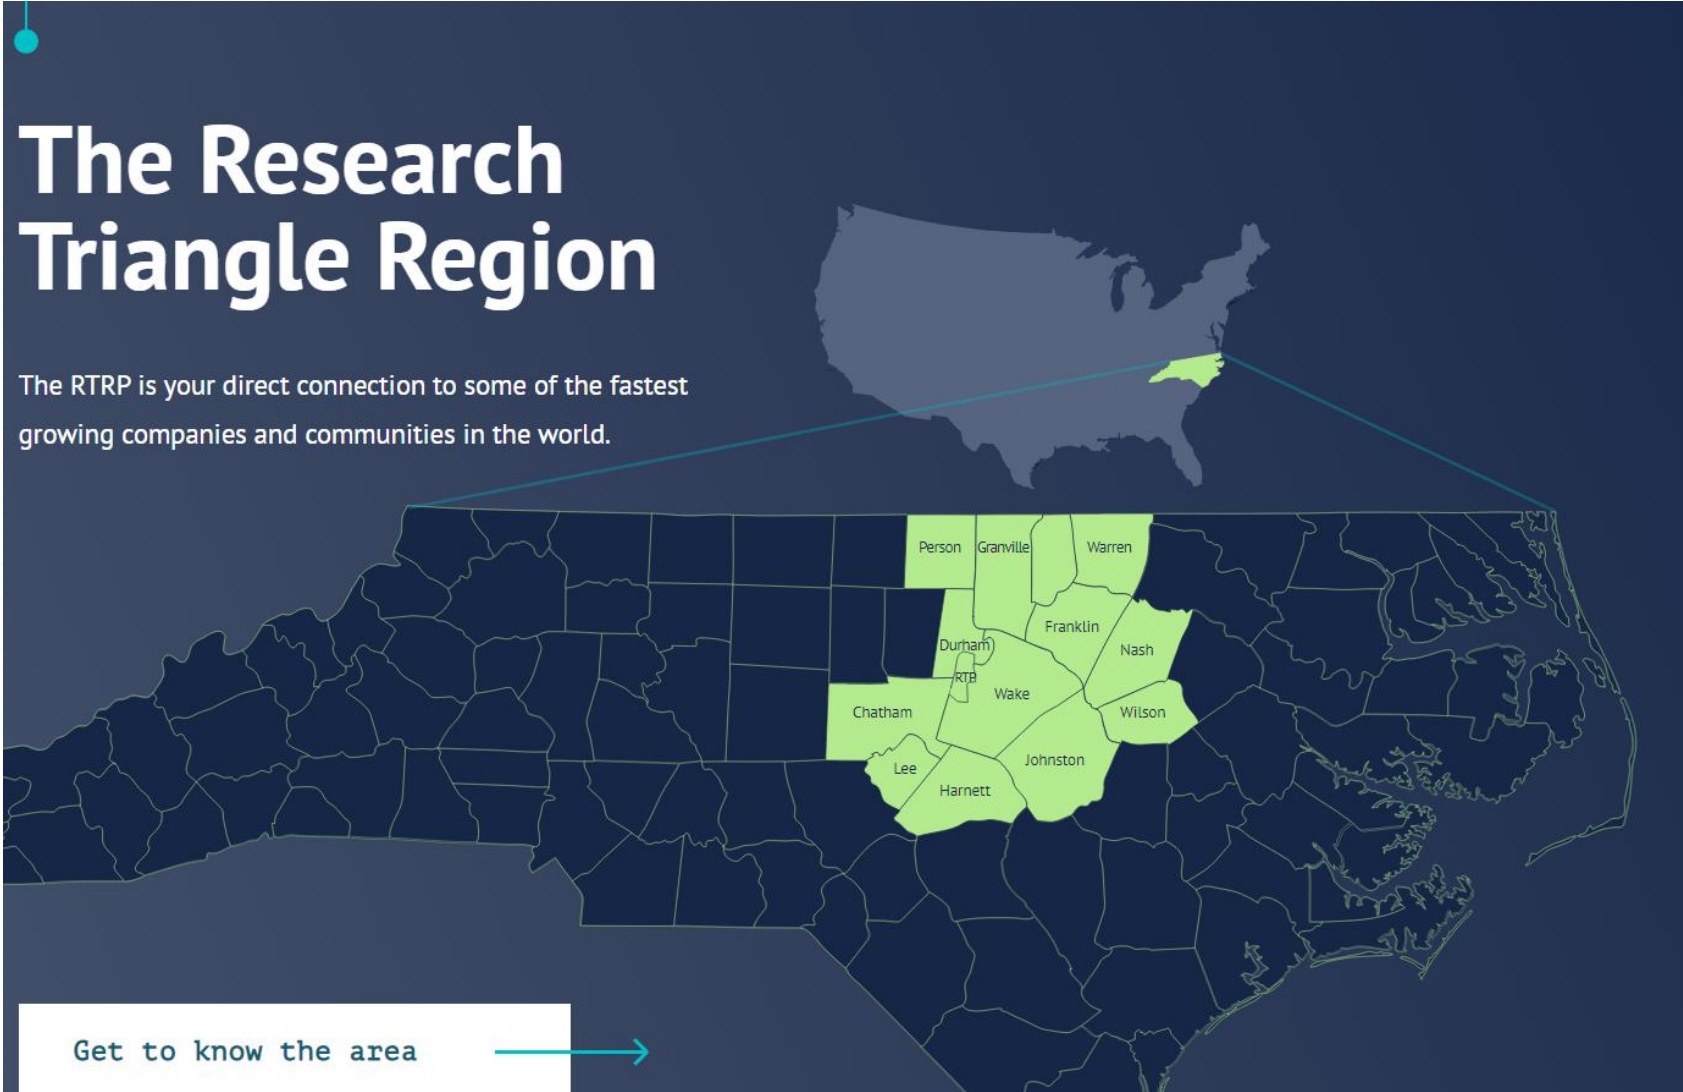 The Research
Triangle Region
The RTRP is your direct connection to some of the fastest
growing companies and communities in the world.
Person
Granville
Warren
Franklin
Durham
Nash
RTP
Wake
Chatham
Wilson
Johnston
Lee
Harnett
Get to know the area